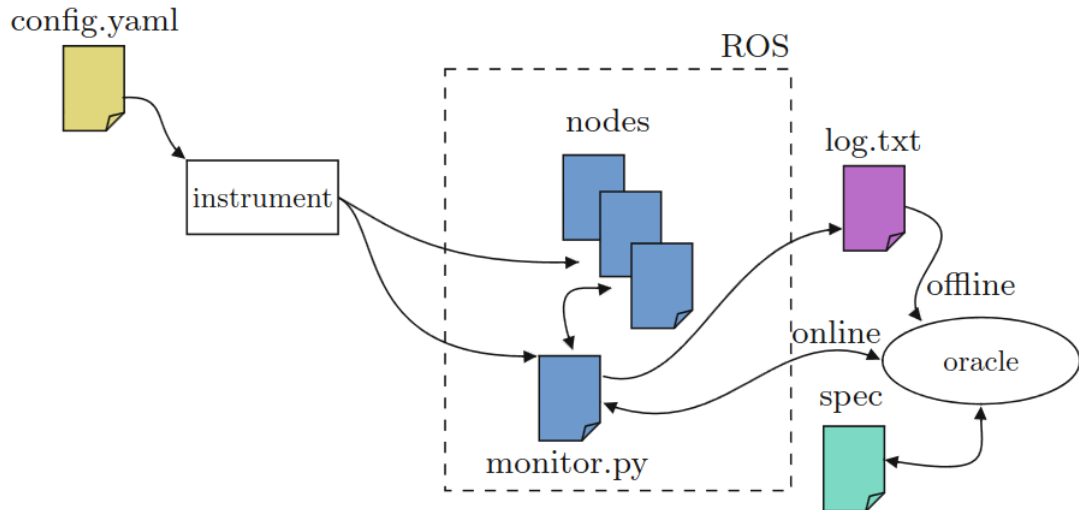 config.yaml
ROS
nodes
log.txt
instrument
offline
online
oracle
spec
monitor.py